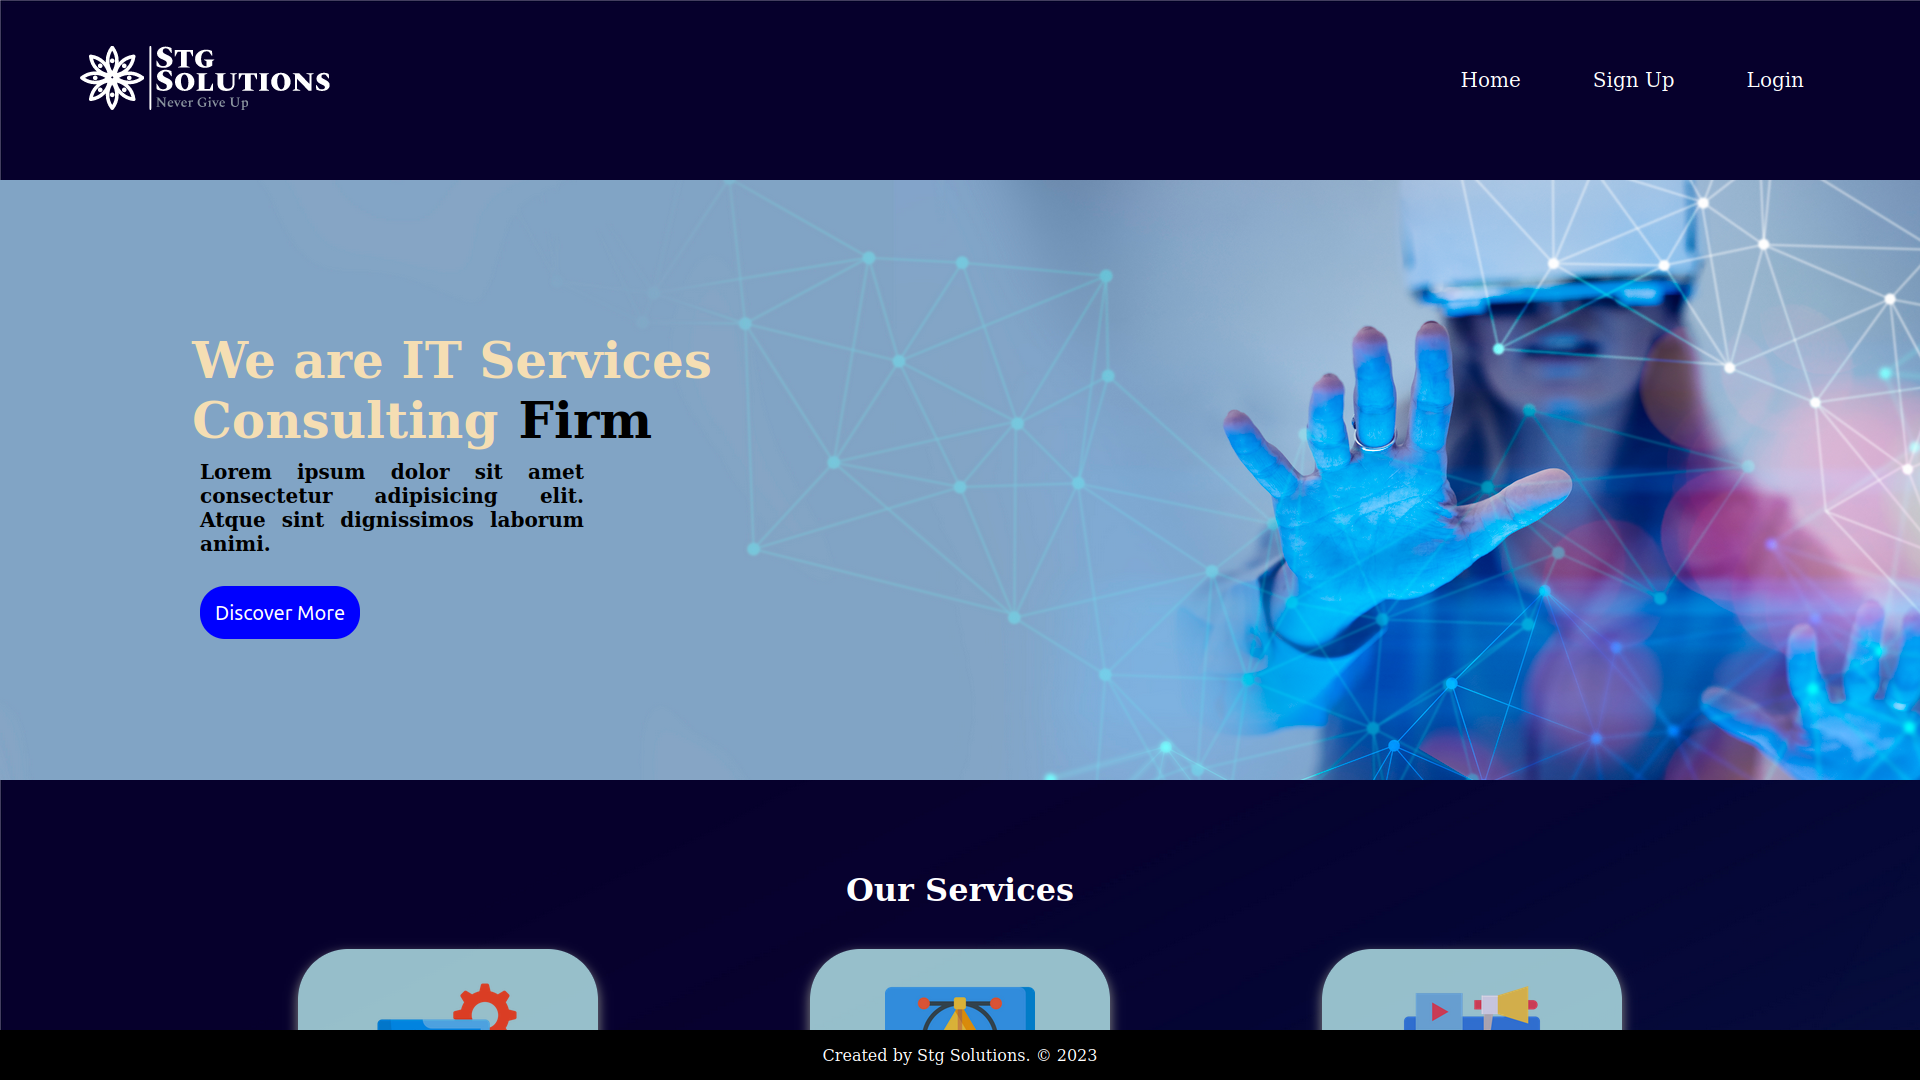 STG
SOLUTIONS
Never Give Up
Home
Sign Up
Login
We are IT Services
Consulting Firm
Lorem ipsum dolor sit amet
consectetur adipisicing elit.
Atque sint dignissimos laborum
animi.
Discover More
Our Services
Created by Stg Solutions. © 2023